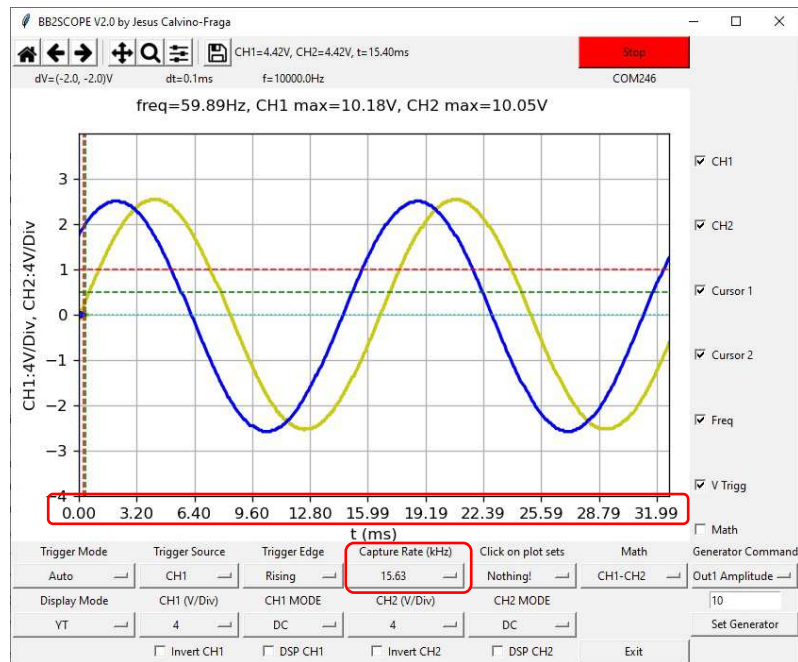 BB2SCOPE V2.0 by Jesus Calvino-Fraga
CH1=4.42V, CH2=4.42V, t=15.40ms
Stop
dV=(-2.0, -2.0)V dt=0.1ms f=10000.0Hz COM246
freq=59.89Hz, CH1 max=10.18V, CH2 max=10.05V
CH1:4V/Div, CH2:4V/Div
3
2
1
0
−1
−2
−3
−4
0.00 3.20 6.40 9.60 12.80 15.99 19.19 22.39 25.59 28.79 31.99
t (ms)
CH1
CH2
Cursor 1
Cursor 2
Freq
V Trigg
Math
Trigger Mode Trigger Source Trigger Edge Capture Rate (kHz) Click on plot sets Math Generator Command
Auto CH1 Rising 15.63 Nothing! CH1-CH2 Out1 Amplitude
Display Mode CH1 (V/Div) CH1 MODE CH2 (V/Div) CH2 MODE 10
YT 4 DC 4 DC Set Generator
Invert CH1 DSP CH1 Invert CH2 DSP CH2 Exit